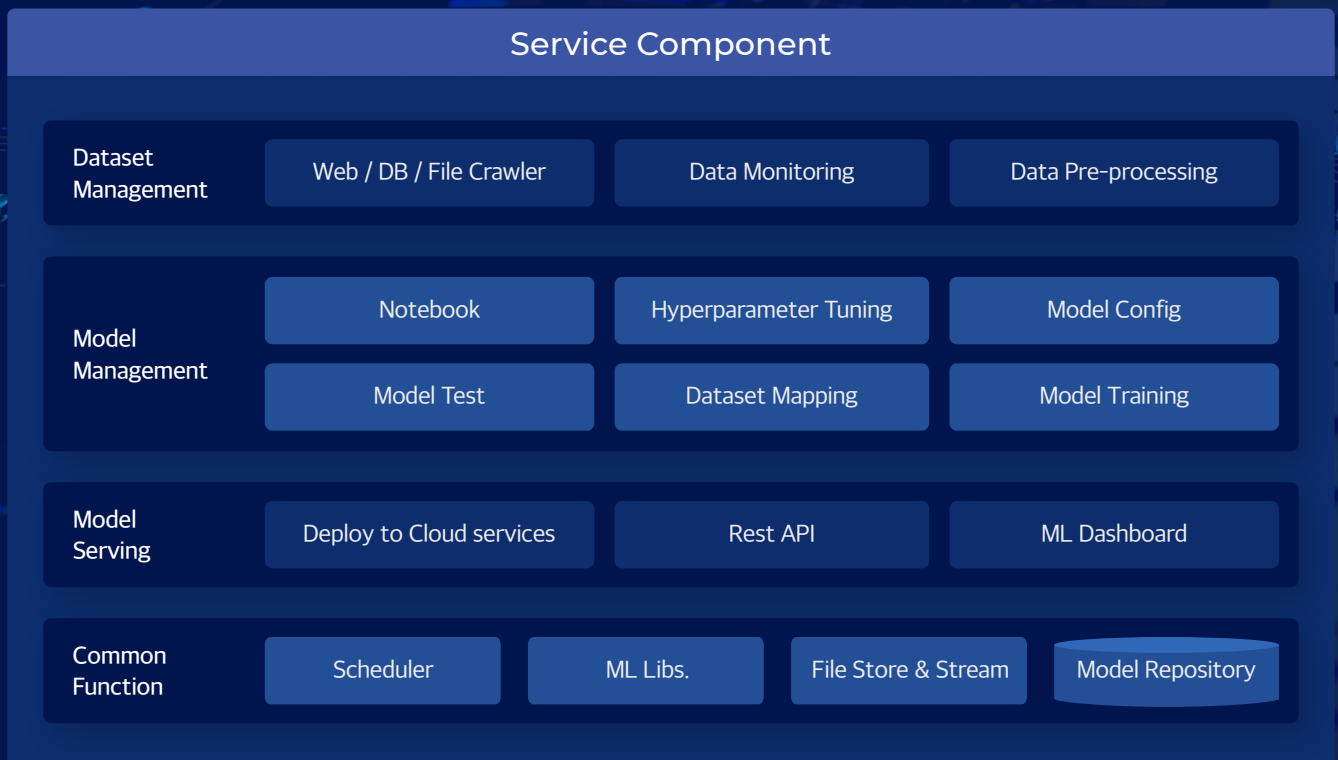 Service Component
Dataset
Management
Web / DB / File Crawler
Data Monitoring
Data Pre-processing
Model
Management
Notebook
Hyperparameter Tuning
Model Config
Model Test
Dataset Mapping
Model Training
Model
Serving
Deploy to Cloud services
Rest API
ML Dashboard
Common
Function
Scheduler
ML Libs.
File Store & Stream
Model Repository